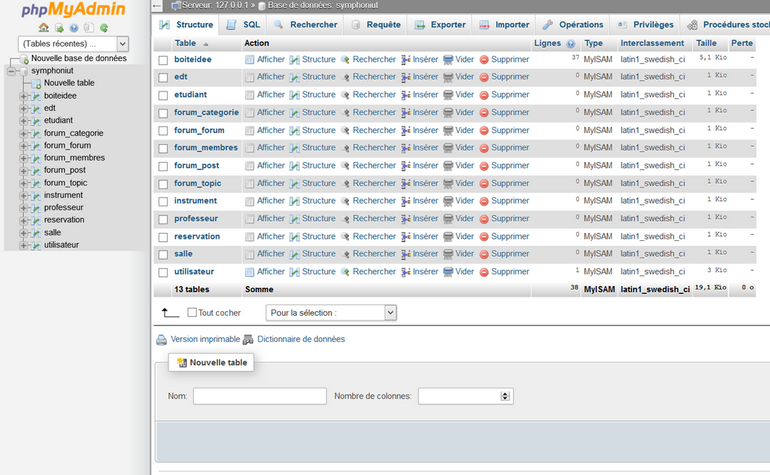 phpMyAdmin
(Tables récentes) ...
Nouvelle base de données
symphoniut
Nouvelle table
boiteidee
edt
etudiant
forum_categorie
forum_forum
forum_membres
forum_post
forum_topic
instrument
professeur
reservation
salle
utilisateur
Serveur: 127.0.0.1 » Base de données: symphoniut
Structure SQL Rechercher Requête Exporter Importer Opérations Privilèges Procédures stoc
Table Action Lignes Type Interclassement Taille Perte
boiteidee Afficher Structure Rechercher Insérer Vider Supprimer 37 MyISAM latin1_swedish_ci 5,1 Kio -
edt Afficher Structure Rechercher Insérer Vider Supprimer 0 MyISAM latin1_swedish_ci 1 Kio -
etudiant Afficher Structure Rechercher Insérer Vider Supprimer 0 MyISAM latin1_swedish_ci 1 Kio -
forum_categorie Afficher Structure Rechercher Insérer Vider Supprimer 0 MyISAM latin1_swedish_ci 1 Kio -
forum_forum Afficher Structure Rechercher Insérer Vider Supprimer 0 MyISAM latin1_swedish_ci 1 Kio -
forum_membres Afficher Structure Rechercher Insérer Vider Supprimer 0 MyISAM latin1_swedish_ci 1 Kio -
forum_post Afficher Structure Rechercher Insérer Vider Supprimer 0 MyISAM latin1_swedish_ci 1 Kio -
forum_topic Afficher Structure Rechercher Insérer Vider Supprimer 0 MyISAM latin1_swedish_ci 1 Kio -
instrument Afficher Structure Rechercher Insérer Vider Supprimer 0 MyISAM latin1_swedish_ci 1 Kio -
professeur Afficher Structure Rechercher Insérer Vider Supprimer 0 MyISAM latin1_swedish_ci 1 Kio -
reservation Afficher Structure Rechercher Insérer Vider Supprimer 0 MyISAM latin1_swedish_ci 1 Kio -
salle Afficher Structure Rechercher Insérer Vider Supprimer 0 MyISAM latin1_swedish_ci 1 Kio -
utilisateur Afficher Structure Rechercher Insérer Vider Supprimer 1 MyISAM latin1_swedish_ci 3 Kio -
13 tables Somme 38 MyISAM latin1_swedish_ci 19,1 Kio 0 o
Tout cocher Pour la sélection :
Version imprimable Dictionnaire de données
Nouvelle table
Nom: Nombre de colonnes: